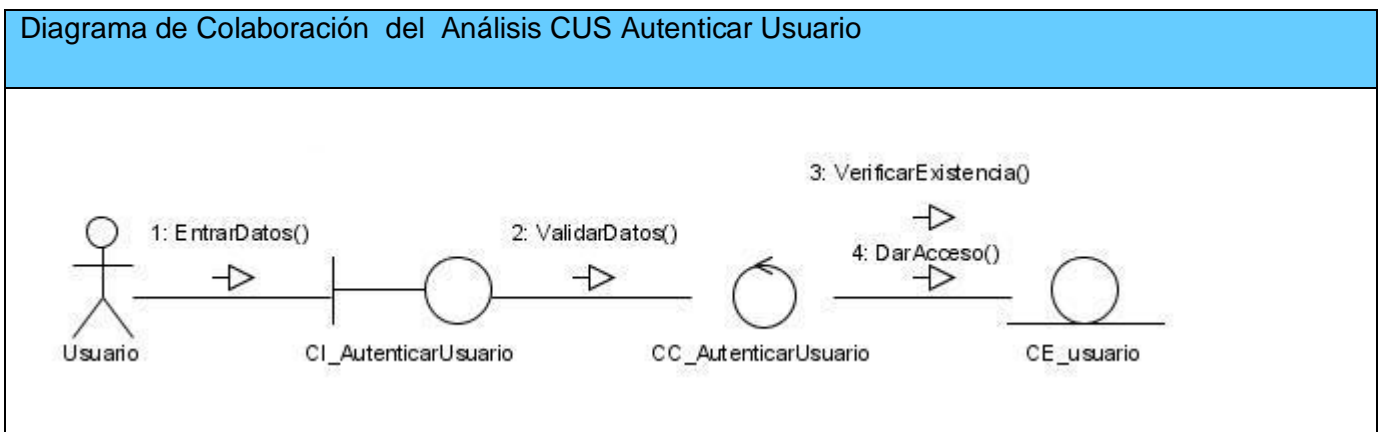 Diagrama de Colaboración del Análisis CUS Autenticar Usuario
3: VerificarExistencia()
1: EntrarDatos()
2: ValidarDatos()
4: DarAcceso()
Usuario
CI_AutenticarUsuario
CC_AutenticarUsuario
CE_usuario